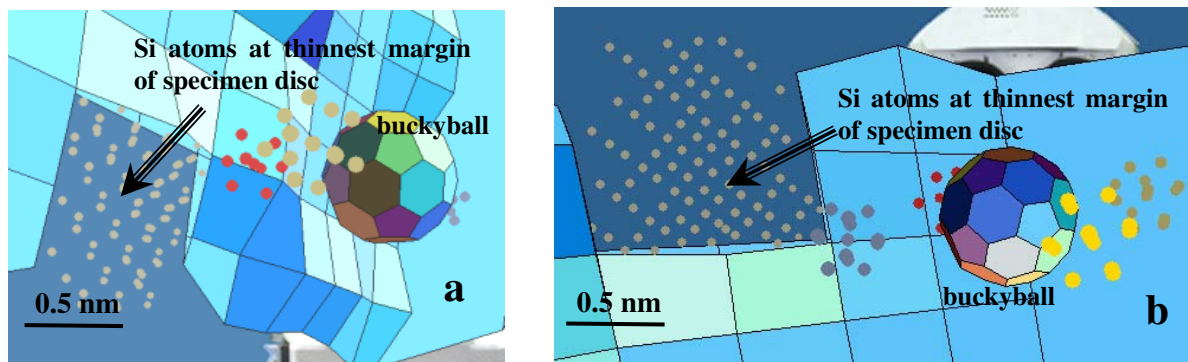 Si atoms at thinnest margin
of specimen disc
buckyball
0.5 nm
a
Si atoms at thinnest margin
of specimen disc
buckyball
0.5 nm
b